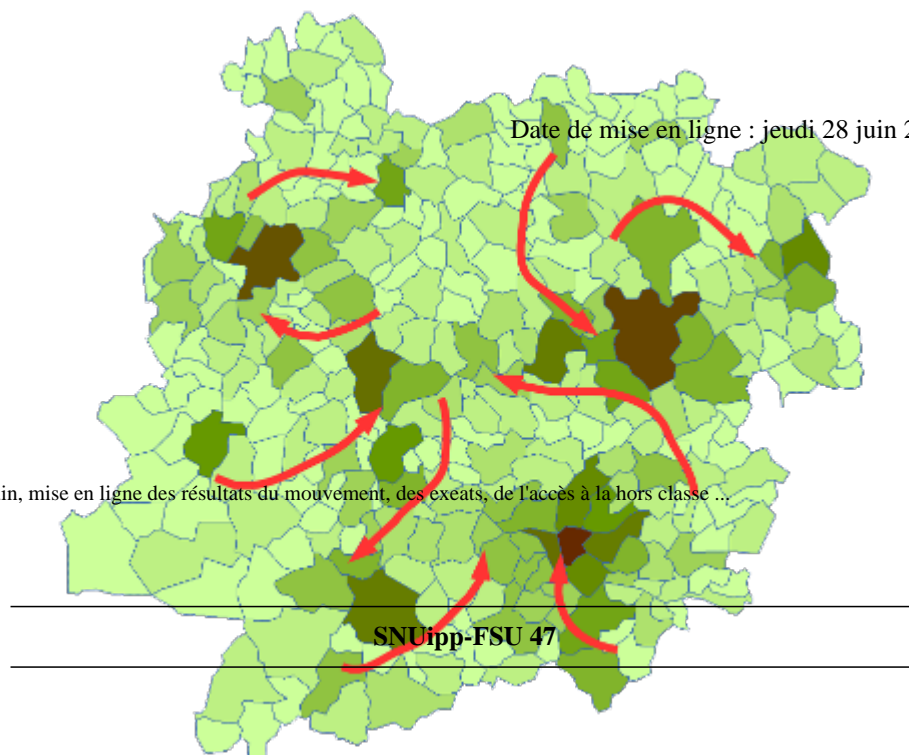 Date de mise en ligne : jeudi 28 juin 2
in, mise en ligne des résultats du mouvement, des exeats, de l'accès à la hors classe ...
SNUipp-FSU 47